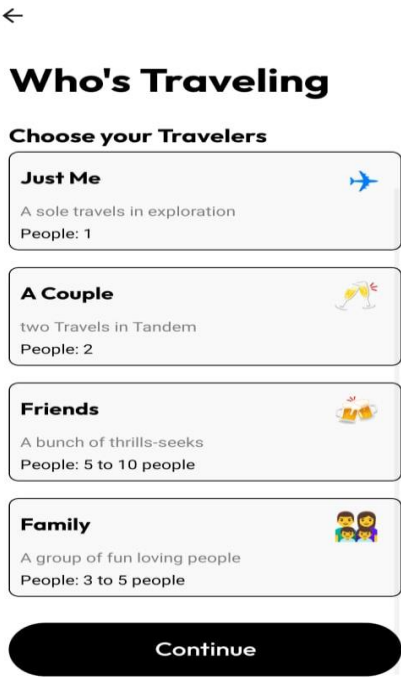 Who's Traveling
Choose your Travelers
Just Me
A sole travels in exploration
People: 1
A Couple
two Travels in Tandem
People: 2
Friends
A bunch of thrills-seeks
People: 5 to 10 people
Family
A group of fun loving people
People: 3 to 5 people
Continue